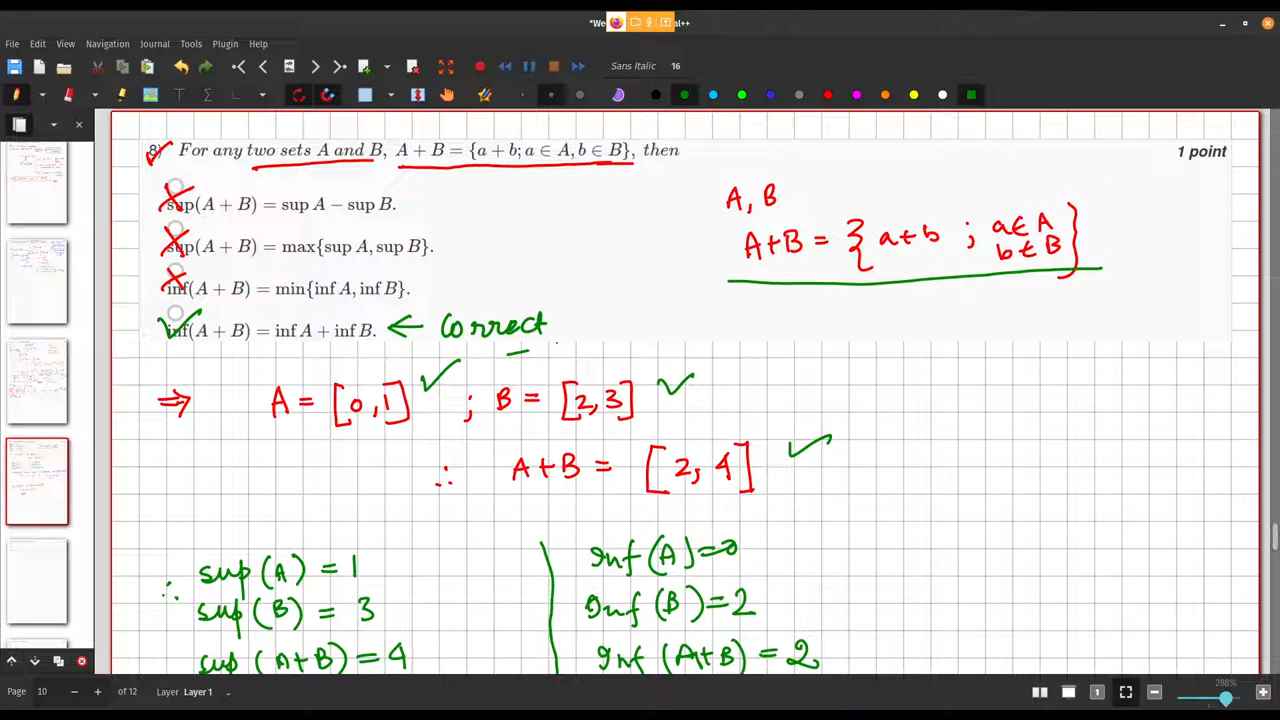 *We
al++
File Edit View Navigation Journal Tools Plugin Help
Sans Italic 16
8) For any two sets A and B, A + B = {a + b; a ∈ A, b ∈ B}, then
1 point
sup(A + B) = sup A − sup B.
sup(A + B) = max{sup A, sup B}.
inf(A + B) = min{inf A, inf B}.
inf(A + B) = inf A + inf B. ← Correct
A, B
A+B = { a+b ; a∈A
b∈B }
⇒ A = [0,1] ; B = [2,3]
∴ A+B = [2, 4]
∴ sup(A) = 1
sup(B) = 3
sup(A+B) = 4
Inf(A)=0
Inf(B)=2
Inf(A+B) = 2
Page 10 of 12 Layer Layer 1
288%